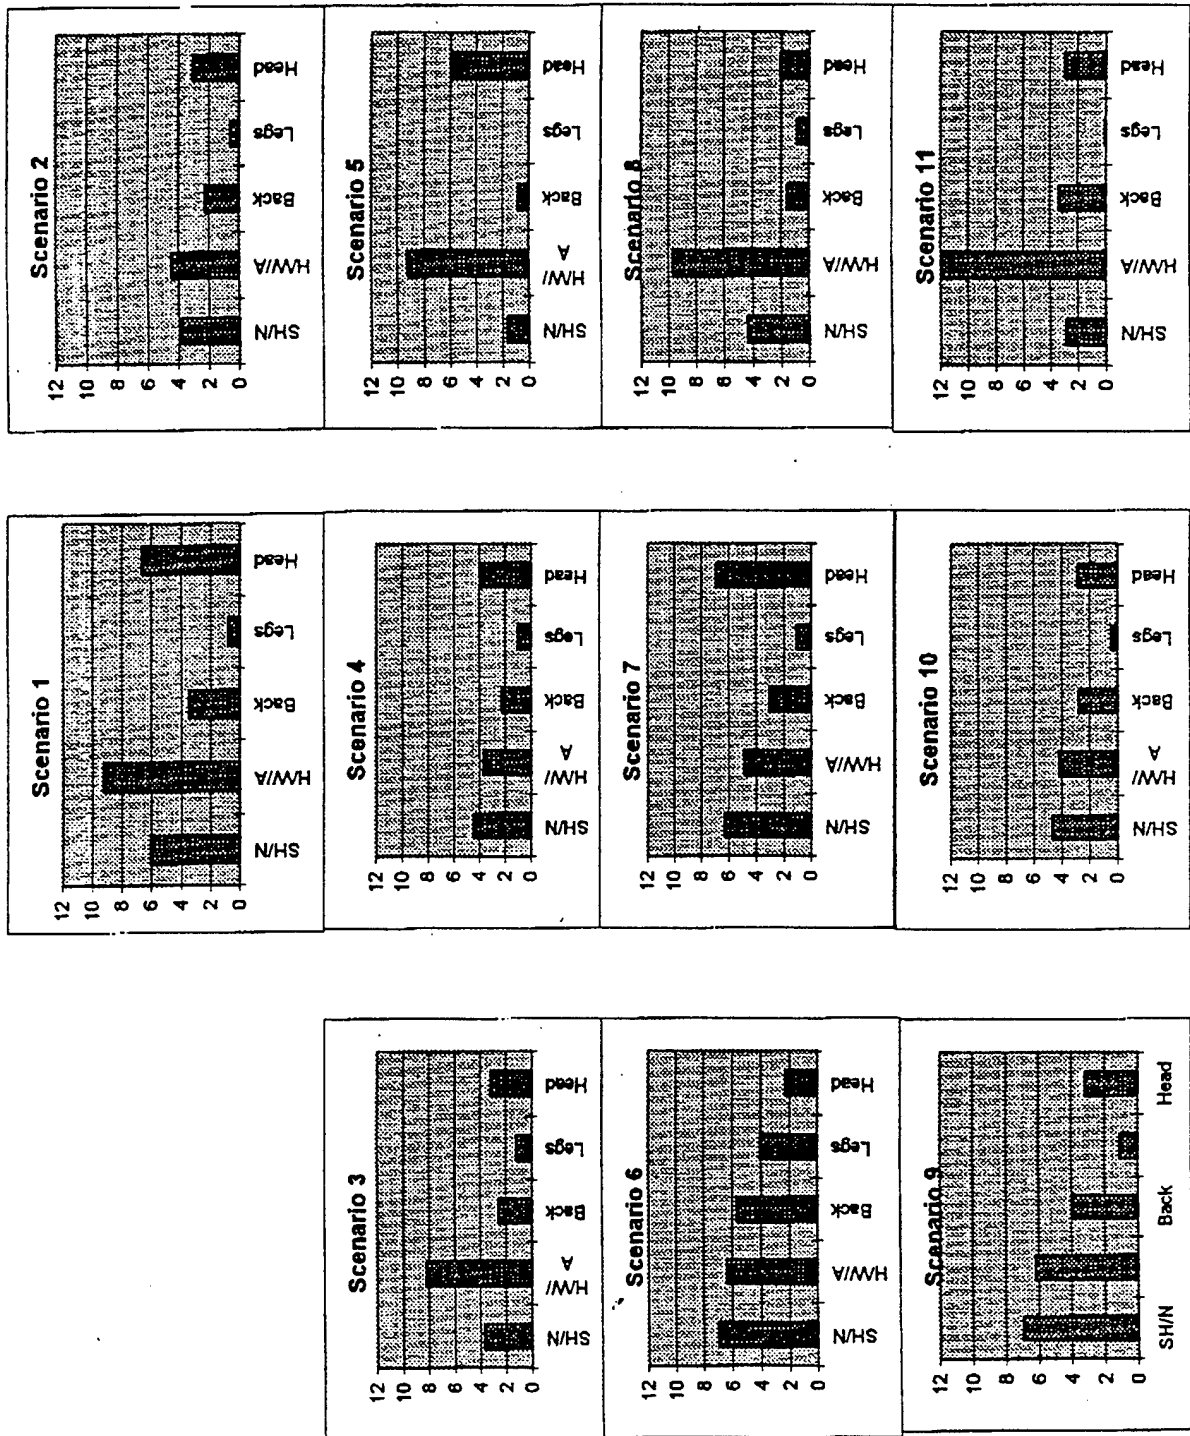 Scenario 1
12
10
8
6
4
2
0
SH/N
H/W//A
Back
Legs
Head
Scenario 2
12
10
8
6
4
2
0
SH/N
H/W//A
Back
Legs
Head
Scenario 3
12
10
8
6
4
2
0
SH/N
H/W//
A
Back
Legs
Head
Scenario 4
12
10
8
6
4
2
0
SH/N
H/W//
A
Back
Legs
Head
Scenario 5
12
10
8
6
4
2
0
SH/N
H/W//
A
Back
Legs
Head
Scenario 6
12
10
8
6
4
2
0
SH/N
H/W//A
Back
Legs
Head
Scenario 7
12
10
8
6
4
2
0
SH/N
H/W//A
Back
Legs
Head
Scenario 8
12
10
8
6
4
2
0
SH/N
H/W//A
Back
Legs
Head
Scenario 9
12
10
8
6
4
2
0
SH/N Back Head
Scenario 10
12
10
8
6
4
2
0
SH/N
H/W//
A
Back
Legs
Head
Scenario 11
12
10
8
6
4
2
0
SH/N
H/W//A
Back
Legs
Head